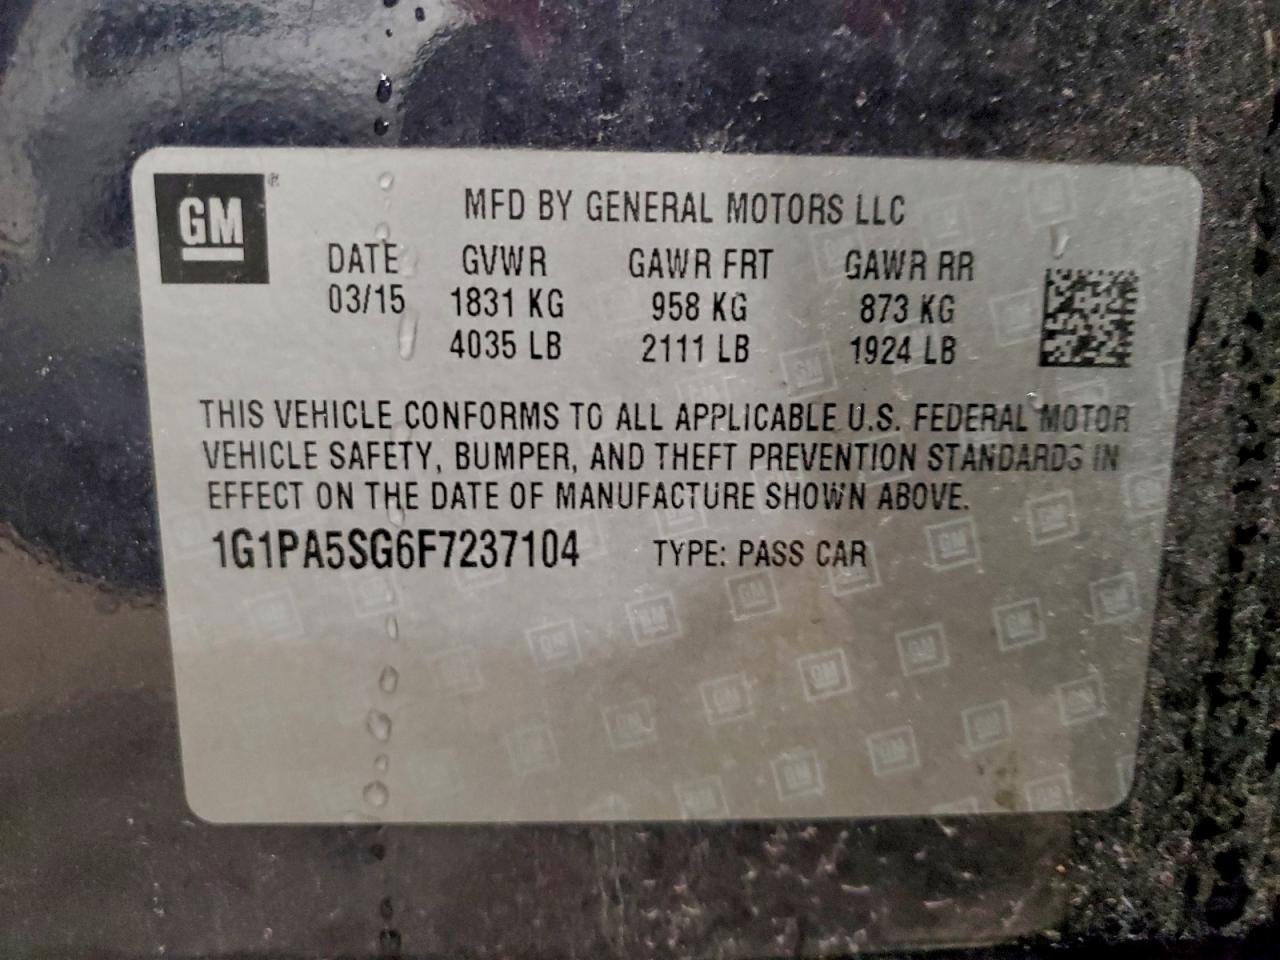 GM®
MFD BY GENERAL MOTORS LLC
DATE GVWR GAWR FRT GAWR RR
03/15 1831 KG 958 KG 873 KG
4035 LB 2111 LB 1924 LB
THIS VEHICLE CONFORMS TO ALL APPLICABLE U.S. FEDERAL MOTOR
VEHICLE SAFETY, BUMPER, AND THEFT PREVENTION STANDARDS IN
EFFECT ON THE DATE OF MANUFACTURE SHOWN ABOVE.
1G1PA5SG6F7237104 TYPE: PASS CAR